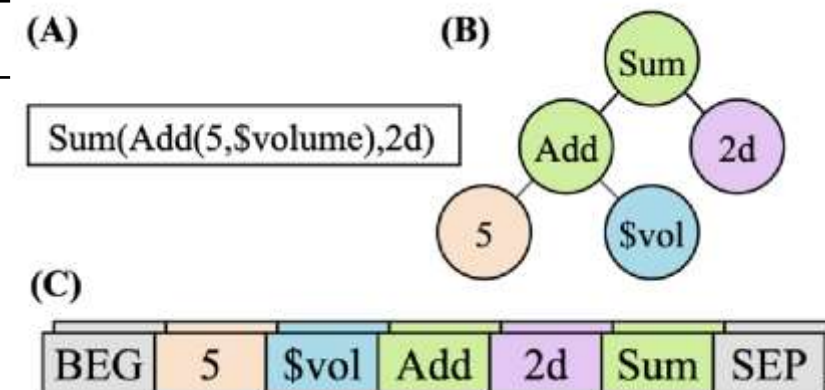 (A)
Sum(Add(5,$volume),2d)
(B)
Sum
Add
2d
5
$vol
(C)
BEG 5 $vol Add 2d Sum SEP